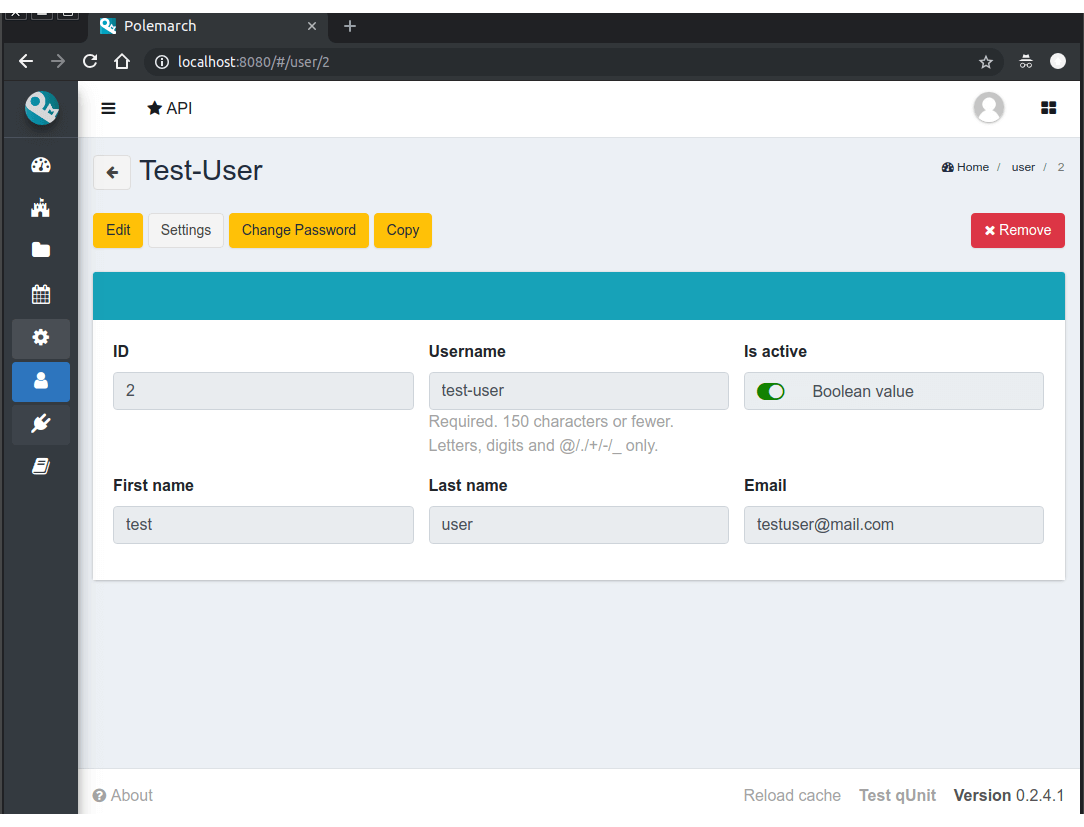 Polemarch
localhost:8080/#/user/2
API
Test-User
Home / user / 2
Edit Settings Change Password Copy Remove
ID Username Is active
2 test-user Boolean value
Required. 150 characters or fewer.
Letters, digits and @/./+/-/_ only.
First name Last name Email
test user testuser@mail.com
About Reload cache Test qUnit Version 0.2.4.1